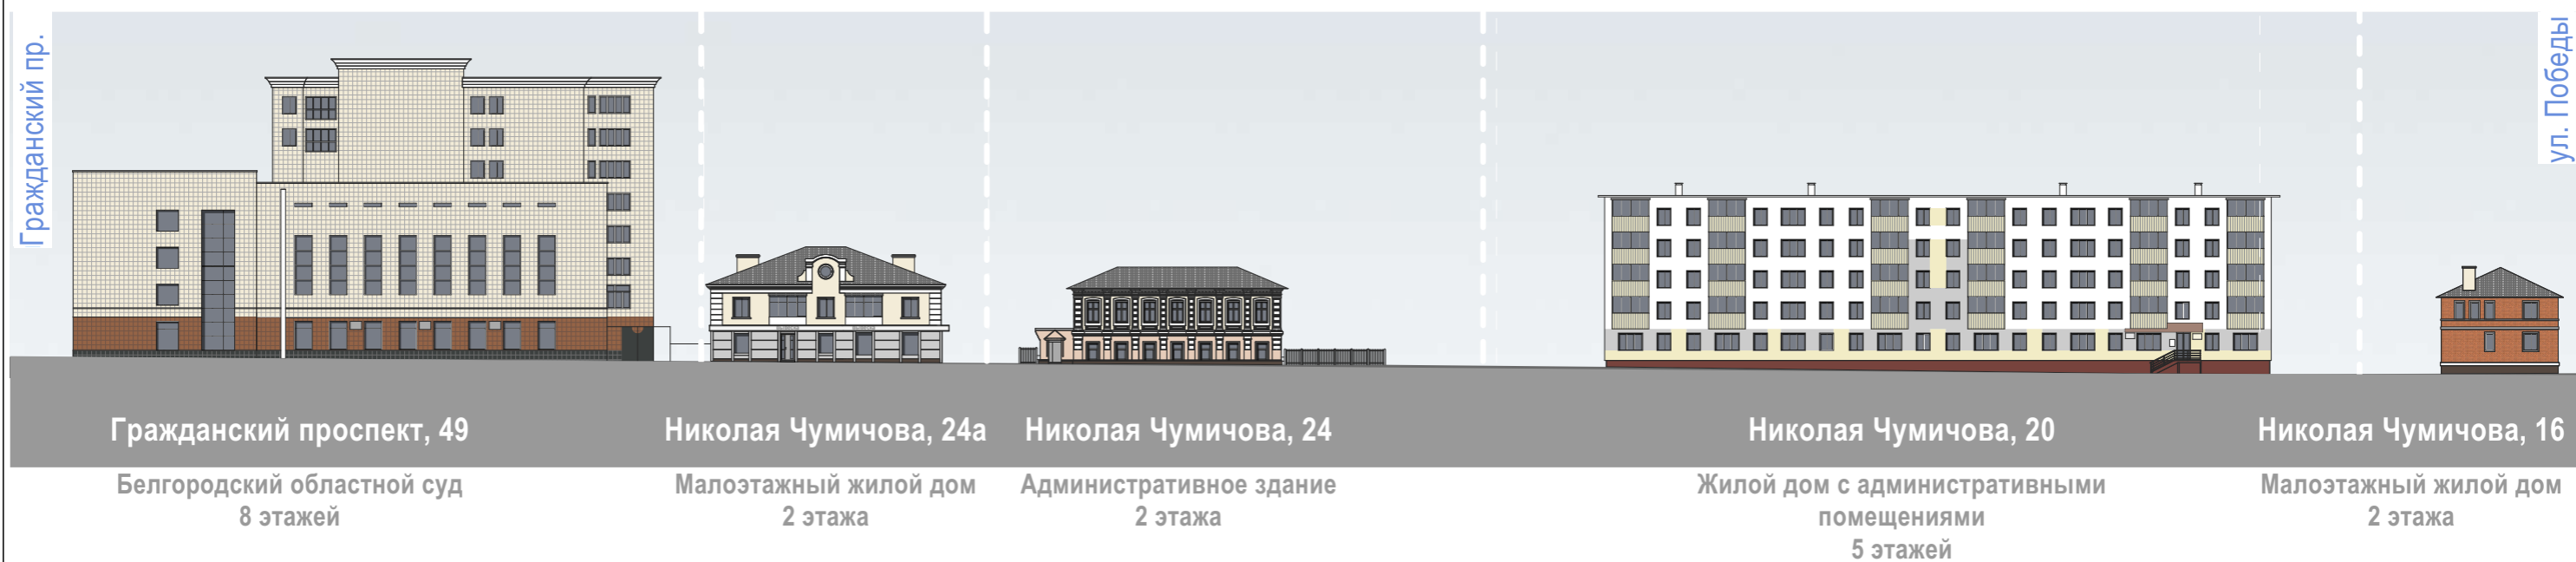 Гражданский пр.
ул. Победы
Гражданский проспект, 49
Белгородский областной суд
8 этажей
Николая Чумичова, 24а
Малоэтажный жилой дом
2 этажа
Николая Чумичова, 24
Административное здание
2 этажа
Николая Чумичова, 20
Жилой дом с административными
помещениями
5 этажей
Николая Чумичова, 16
Малоэтажный жилой дом
2 этажа